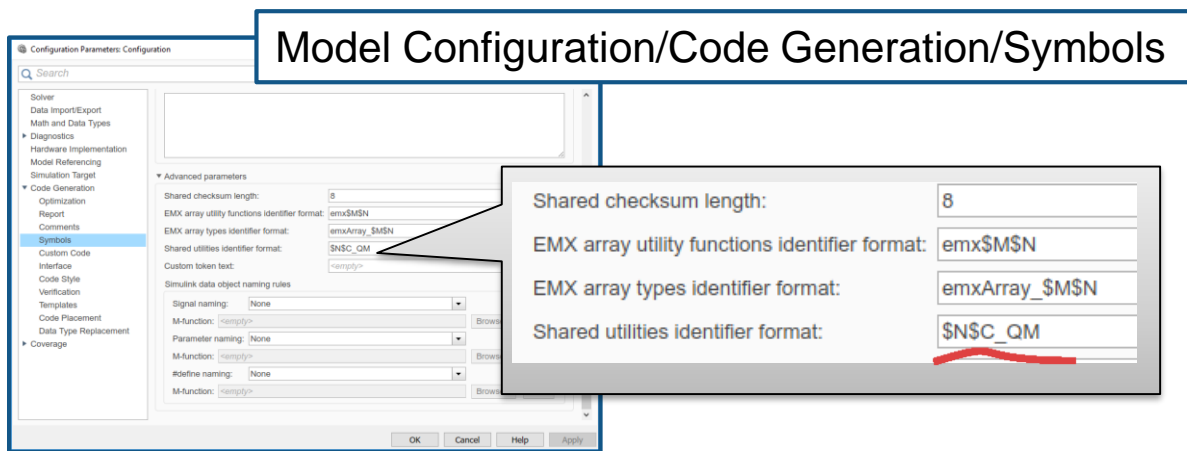 Model Configuration/Code Generation/Symbols
Configuration Parameters: Configuration
Search
Solver
Data Import/Export
Math and Data Types
Diagnostics
Hardware Implementation
Model Referencing
Simulation Target
Code Generation
Optimization
Report
Comments
Symbols
Custom Code
Interface
Code Style
Verification
Templates
Code Placement
Data Type Replacement
Coverage
Advanced parameters
Shared checksum length: 8
EMX array utility functions identifier format: emx$M$N
EMX array types identifier format: emxArray_$M$N
Shared utilities identifier format: $N$C_QM
Custom token text: <empty>
Simulink data object naming rules
Signal naming: None
M-function: <empty> Brows
Parameter naming: None
M-function: <empty> Brows
#define naming: None
M-function: <empty> Brows
OK Cancel Help Apply
Shared checksum length: 8
EMX array utility functions identifier format: emx$M$N
EMX array types identifier format: emxArray_$M$N
Shared utilities identifier format: $N$C_QM